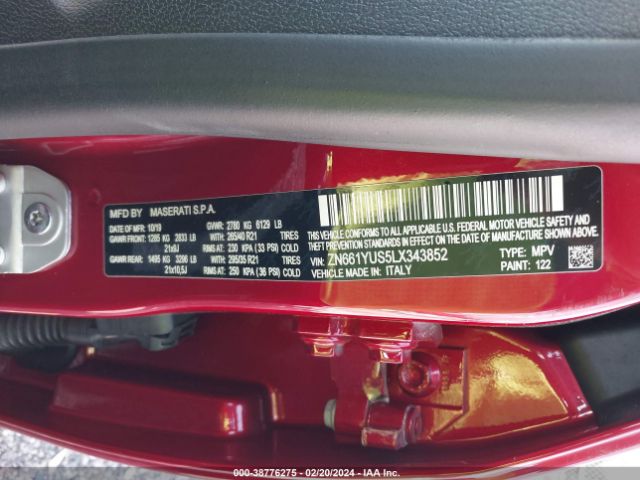 MFD BY MASERATI S.P.A.
DATE OF MFR: 10/19 GVWR: 2780 KG 6129 LB
GAWR FRONT: 1285 KG 2833 LB WITH 265/40 R21 TIRES
21x9J RIMS AT 230 KPA (33 PSI) COLD
GAWR REAR: 1495 KG 3296 LB WITH 295/35 R21 TIRES
21x10,5J RIMS AT 250 KPA (36 PSI) COLD
THIS VEHICLE CONFORMS TO ALL APPLICABLE U.S. FEDERAL MOTOR VEHICLE SAFETY
THEFT PREVENTION AND BUMPER STANDARDS IN EFFECT ON THE DATE OF MFR. SHOWN ABOVE
VIN: ZN661YUS5LX343852 TYPE: MPV
VEHICLE MADE IN: ITALY PAINT: 122
000-38776275 - 02/20/2024 - IAA Inc.